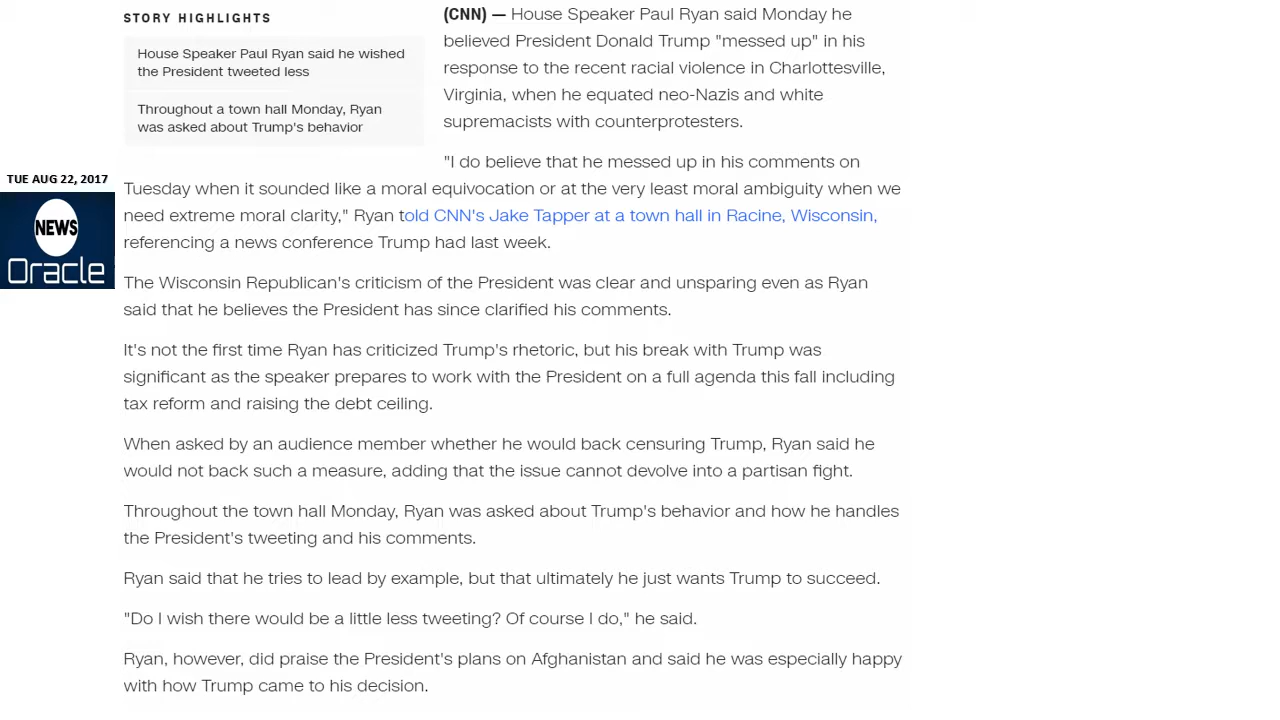 STORY HIGHLIGHTS
House Speaker Paul Ryan said he wished
the President tweeted less
Throughout a town hall Monday, Ryan
was asked about Trump's behavior
(CNN) — House Speaker Paul Ryan said Monday he
believed President Donald Trump "messed up" in his
response to the recent racial violence in Charlottesville,
Virginia, when he equated neo-Nazis and white
supremacists with counterprotesters.
"I do believe that he messed up in his comments on
Tuesday when it sounded like a moral equivocation or at the very least moral ambiguity when we
need extreme moral clarity," Ryan told CNN's Jake Tapper at a town hall in Racine, Wisconsin,
referencing a news conference Trump had last week.
The Wisconsin Republican's criticism of the President was clear and unsparing even as Ryan
said that he believes the President has since clarified his comments.
It's not the first time Ryan has criticized Trump's rhetoric, but his break with Trump was
significant as the speaker prepares to work with the President on a full agenda this fall including
tax reform and raising the debt ceiling.
When asked by an audience member whether he would back censuring Trump, Ryan said he
would not back such a measure, adding that the issue cannot devolve into a partisan fight.
Throughout the town hall Monday, Ryan was asked about Trump's behavior and how he handles
the President's tweeting and his comments.
Ryan said that he tries to lead by example, but that ultimately he just wants Trump to succeed.
"Do I wish there would be a little less tweeting? Of course I do," he said.
Ryan, however, did praise the President's plans on Afghanistan and said he was especially happy
with how Trump came to his decision.
TUE AUG 22, 2017
NEWS
Oracle